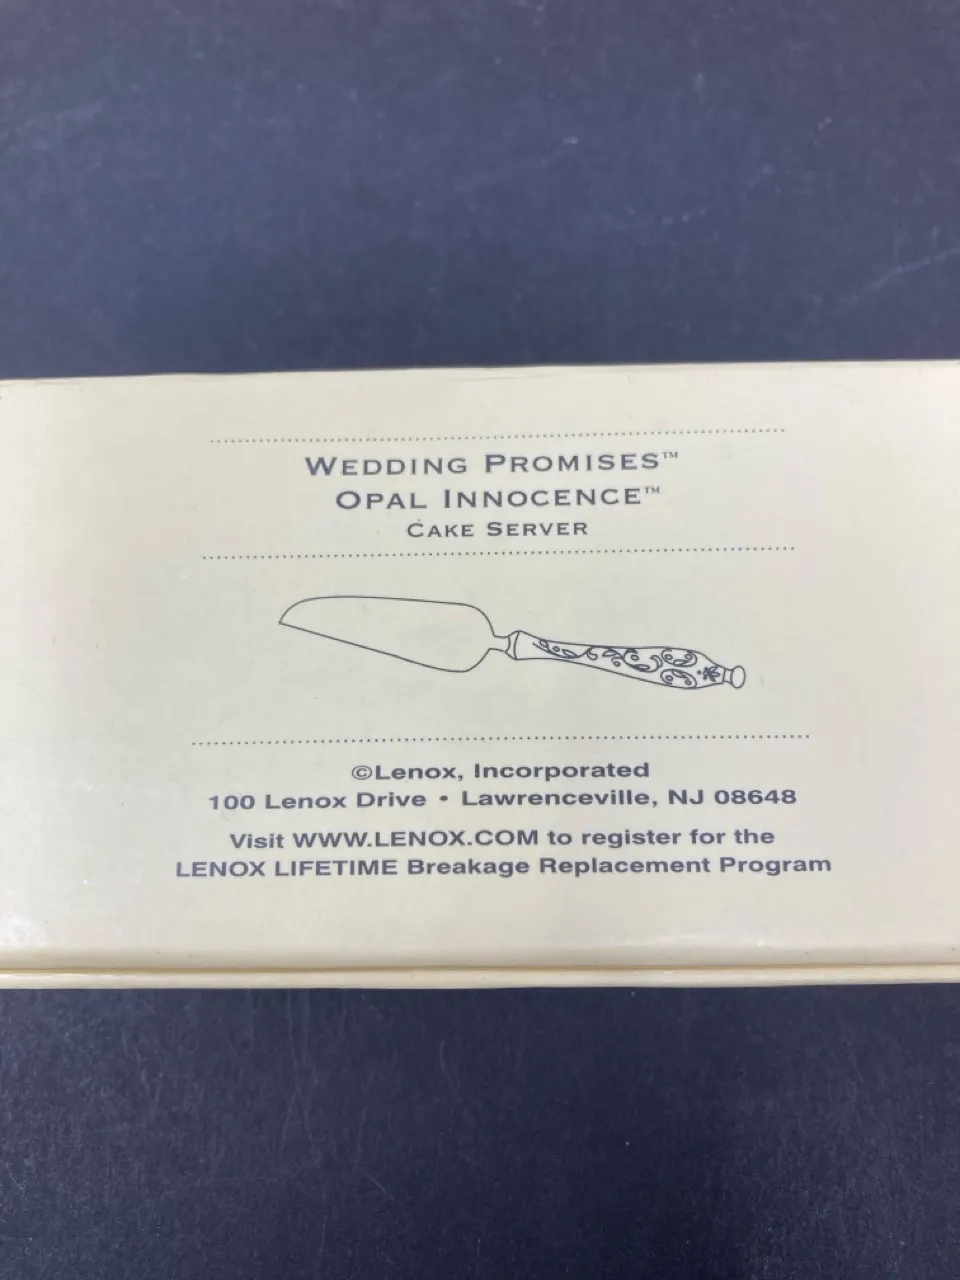 WEDDING PROMISES™
OPAL INNOCENCE™
CAKE SERVER
©Lenox, Incorporated
100 Lenox Drive • Lawrenceville, NJ 08648
Visit WWW.LENOX.COM to register for the
LENOX LIFETIME Breakage Replacement Program